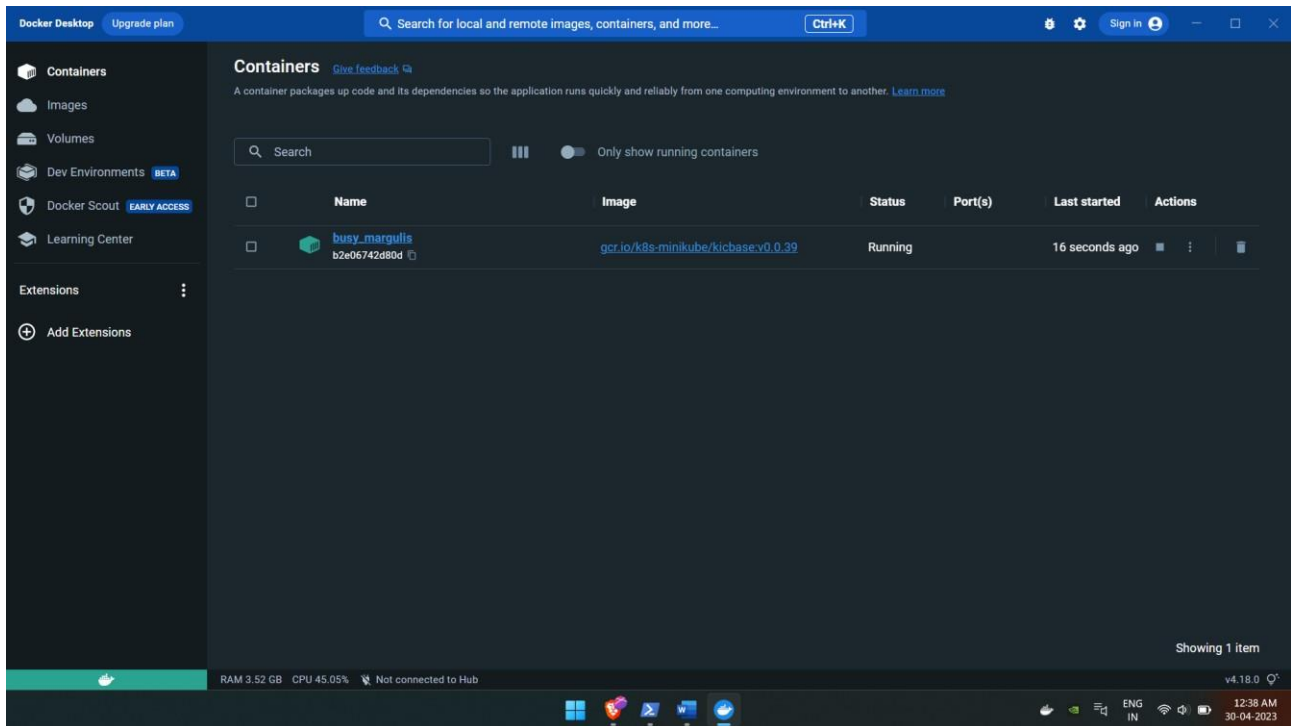 Docker Desktop Upgrade plan Search for local and remote images, containers, and more... Ctrl+K Sign in
Containers
Images
Volumes
Dev Environments BETA
Docker Scout EARLY ACCESS
Learning Center
Extensions
Add Extensions
Containers Give feedback
A container packages up code and its dependencies so the application runs quickly and reliably from one computing environment to another. Learn more
Search Only show running containers
Name Image Status Port(s) Last started Actions
busy_margulis gcr.io/k8s-minikube/kicbase:v0.0.39 Running 16 seconds ago
b2e06742d80d
Showing 1 item
RAM 3.52 GB CPU 45.05% Not connected to Hub v4.18.0
ENG 12:38 AM
IN 30-04-2023